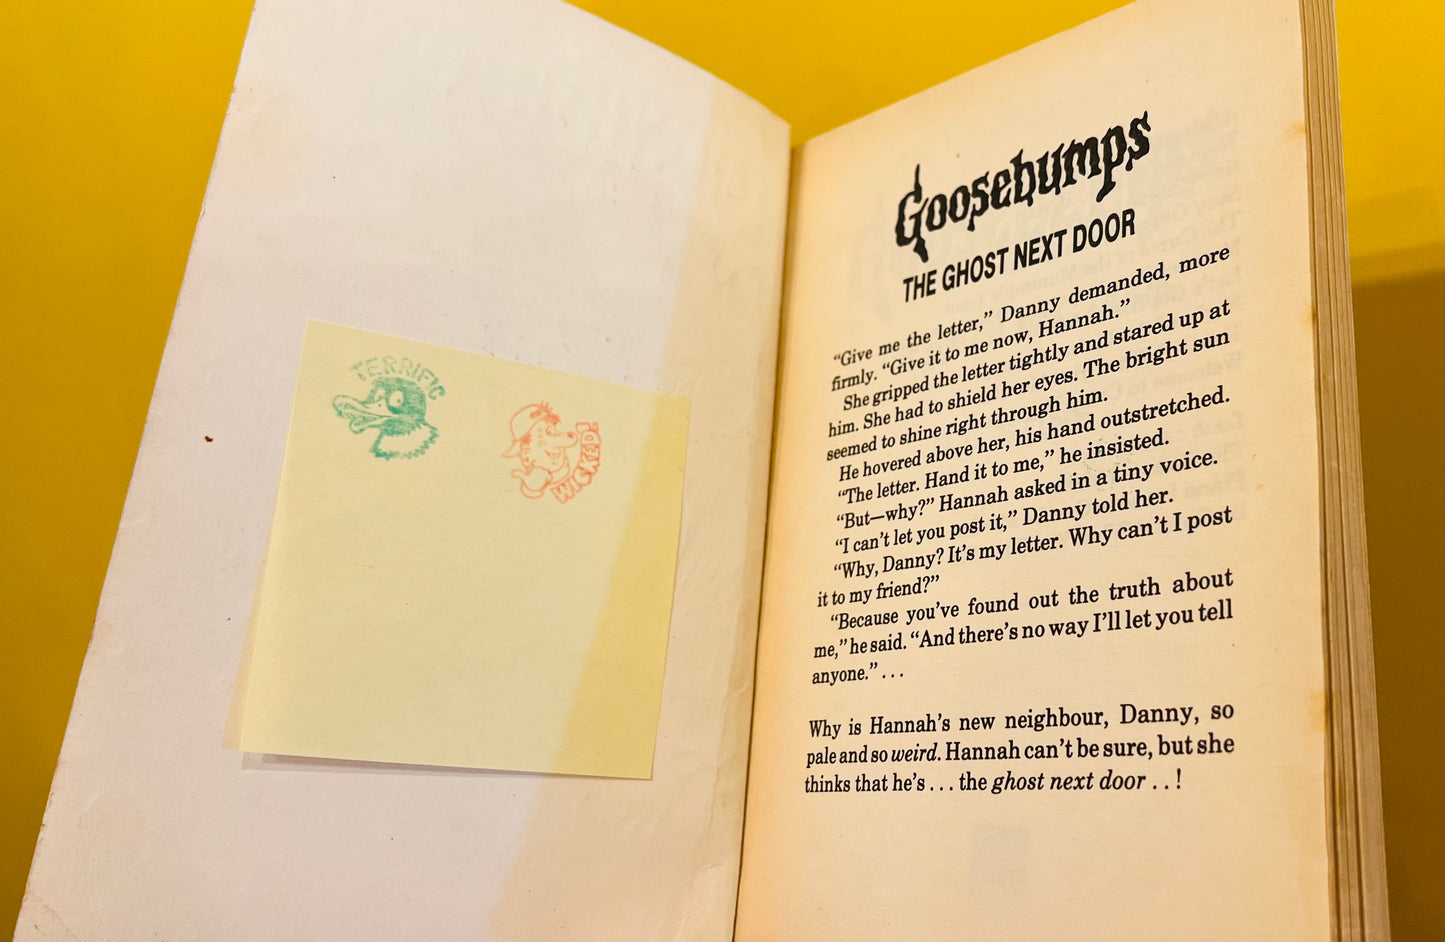 TERRIFIC
WICKED!
Goosebumps
THE GHOST NEXT DOOR
“Give me the letter,” Danny demanded, more
firmly. “Give it to me now, Hannah.”
She gripped the letter tightly and stared up at
him. She had to shield her eyes. The bright sun
seemed to shine right through him.
He hovered above her, his hand outstretched.
“The letter. Hand it to me,” he insisted.
“But—why?” Hannah asked in a tiny voice.
“I can’t let you post it,” Danny told her.
“Why, Danny? It’s my letter. Why can’t I post
it to my friend?”
“Because you’ve found out the truth about
me,” he said. “And there’s no way I’ll let you tell
anyone.” . . .
Why is Hannah’s new neighbour, Danny, so
pale and so weird. Hannah can’t be sure, but she
thinks that he’s . . . the ghost next door . . !